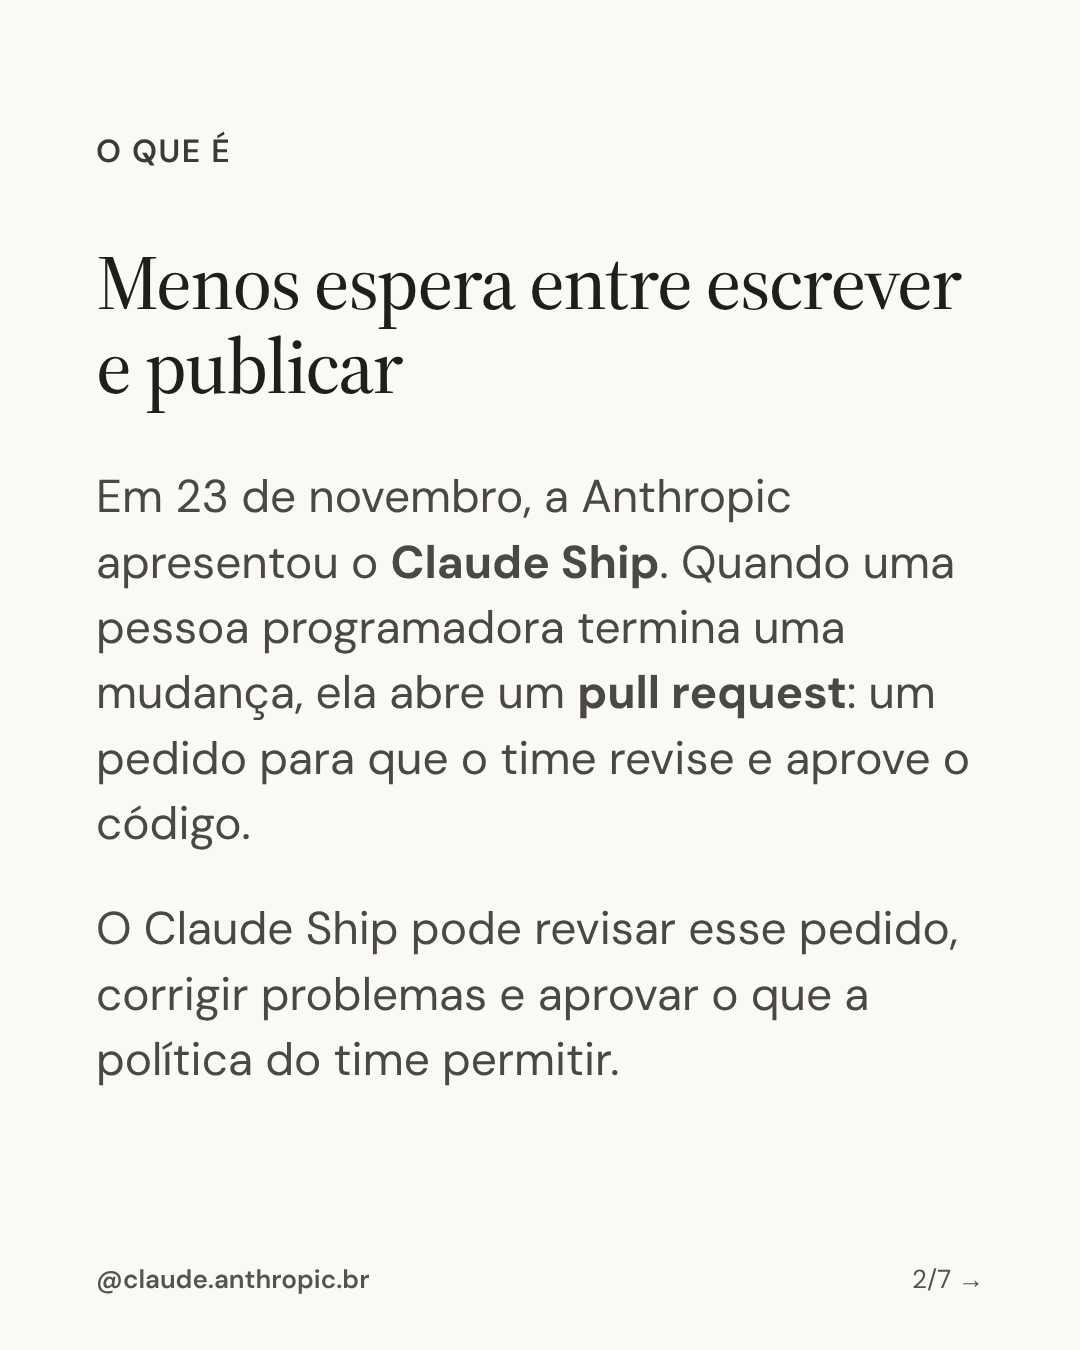 O QUE É
Menos espera entre escrever
e publicar
Em 23 de novembro, a Anthropic
apresentou o Claude Ship. Quando uma
pessoa programadora termina uma
mudança, ela abre um pull request: um
pedido para que o time revise e aprove o
código.
O Claude Ship pode revisar esse pedido,
corrigir problemas e aprovar o que a
política do time permitir.
@claude.anthropic.br
2/7 →